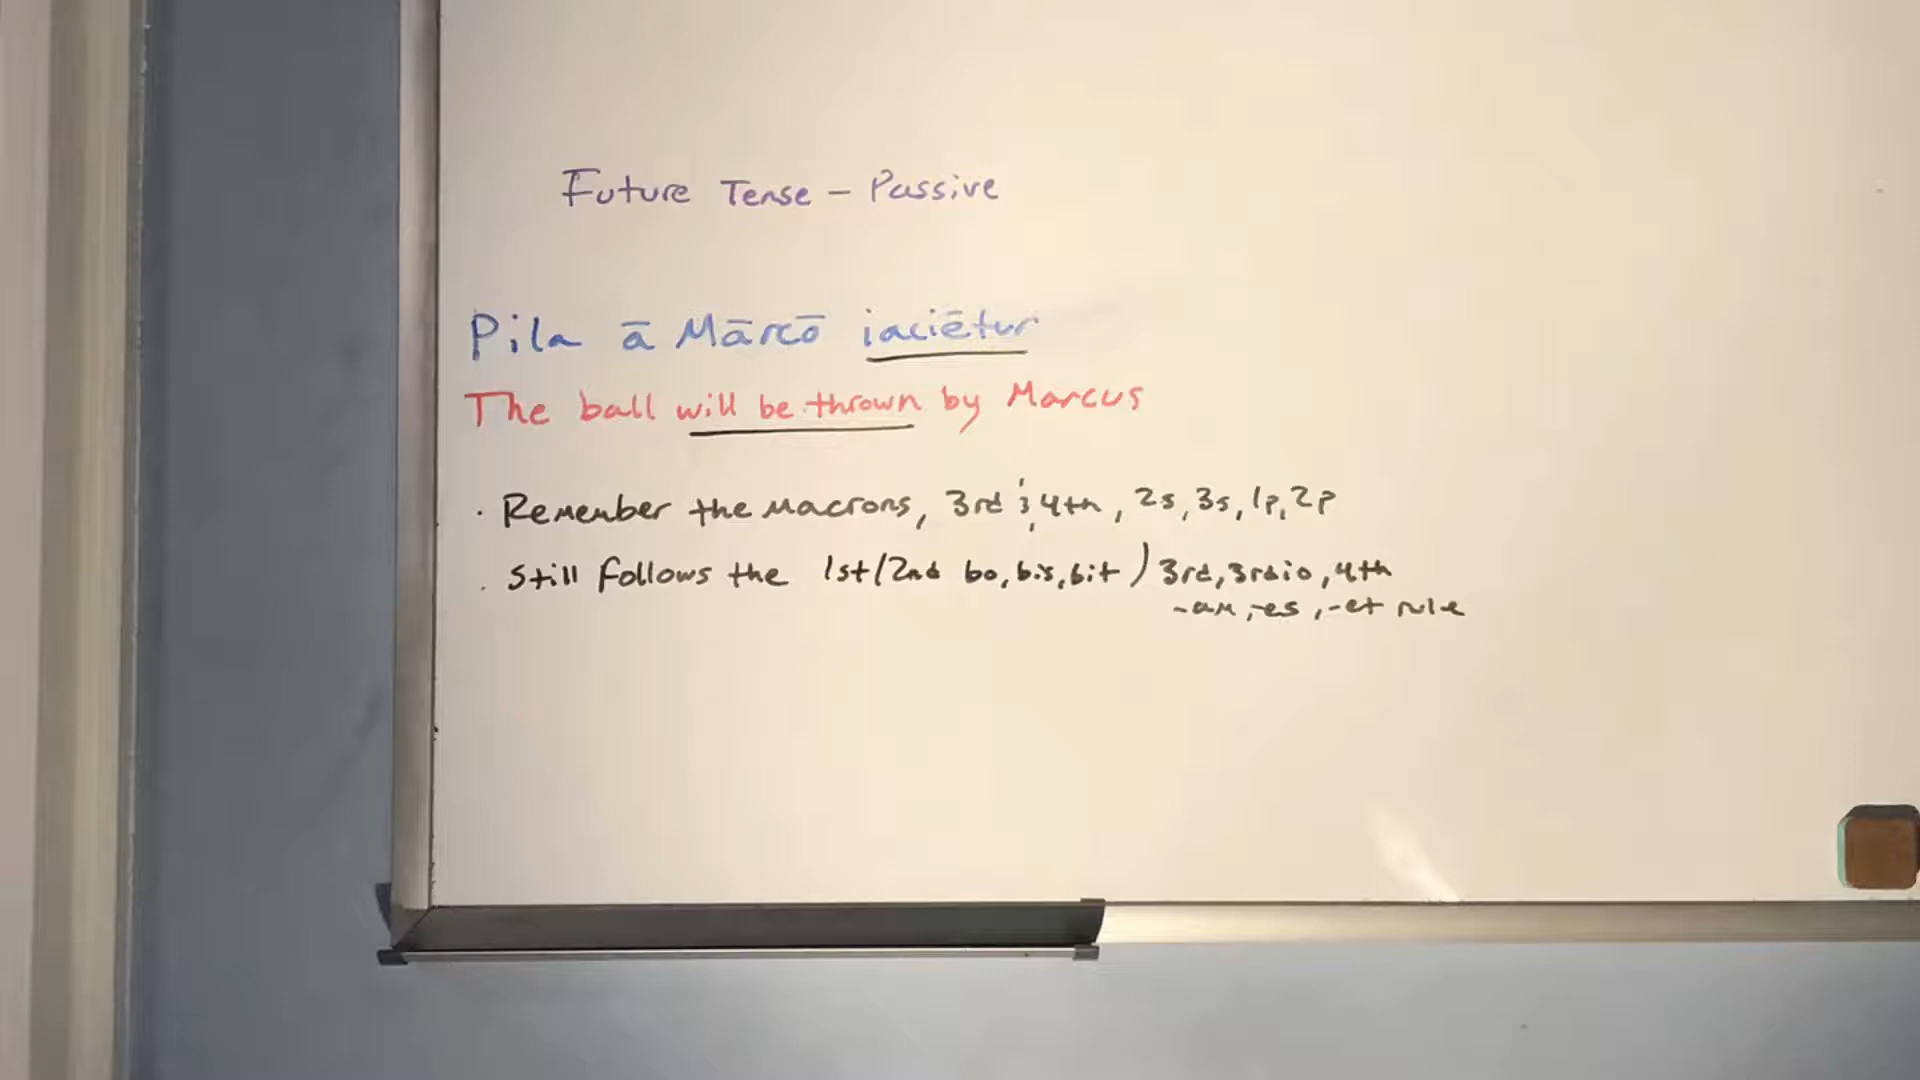 Future Tense – Passive
Pila ā Mārcō iaciētur
The ball will be thrown by Marcus
· Remember the macrons, 3rd & 4th, 2s, 3s, 1p, 2p
· Still follows the 1st/2nd bo, bis, bit ) 3rd, 3rdio, 4th
-am, -es, -et rule